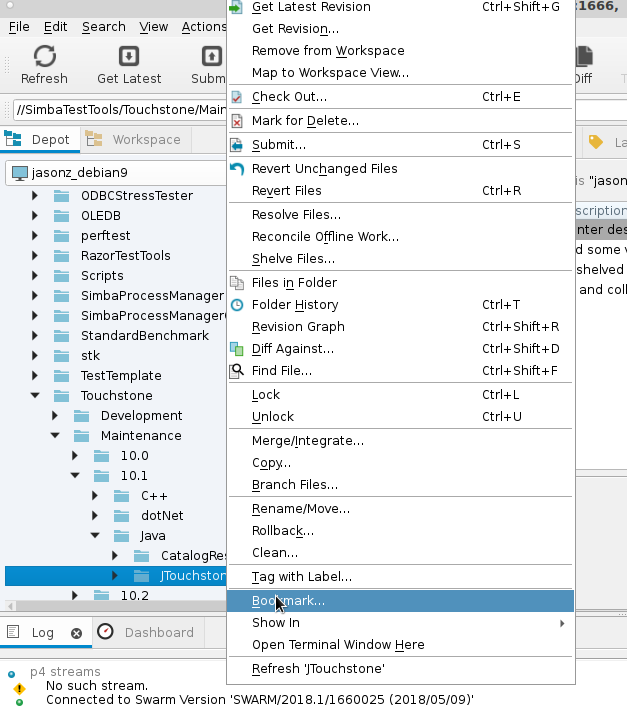 :1666,
File Edit Search View Actions
Refresh Get Latest Subm Diff
//SimbaTestTools/Touchstone/Main
Depot Workspace
jasonz_debian9
ODBCStressTester
OLEDB
perftest
RazorTestTools
Scripts
SimbaProcessManager
SimbaProcessManager
StandardBenchmark
stk
TestTemplate
Touchstone
Development
Maintenance
10.0
10.1
C++
dotNet
Java
CatalogRes
JTouchston
10.2
Get Latest Revision Ctrl+Shift+G
Get Revision...
Remove from Workspace
Map to Workspace View...
Check Out... Ctrl+E
Mark for Delete...
Submit... Ctrl+S
Revert Unchanged Files
Revert Files Ctrl+R
Resolve Files...
Reconcile Offline Work...
Shelve Files...
Files in Folder
Folder History Ctrl+T
Revision Graph Ctrl+Shift+R
Diff Against... Ctrl+Shift+D
Find File... Ctrl+Shift+F
Lock Ctrl+L
Unlock Ctrl+U
Merge/Integrate...
Copy...
Branch Files...
Rename/Move...
Rollback...
Clean...
Tag with Label...
Bookmark...
Show In
Open Terminal Window Here
Refresh 'JTouchstone'
La
is "jason
scription
nter des
d some v
shelved
and coll
Log Dashboard
p4 streams
No such stream.
Connected to Swarm Version 'SWARM/2018.1/1660025 (2018/05/09)'